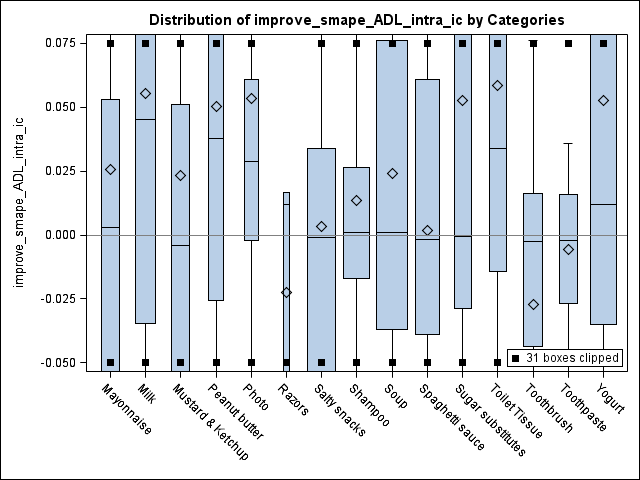 Distribution of improve_smape_ADL_intra_ic by Categories
improve_smape_ADL_intra_ic
0.075
0.050
0.025
0.000
-0.025
-0.050
31 boxes clipped
Mayonnaise
Milk
Mustard & Ketchup
Peanut butter
Photo
Razors
Salty snacks
Shampoo
Soup
Spaghetti sauce
Sugar substitutes
Toilet Tissue
Toothbrush
Toothpaste
Yogurt